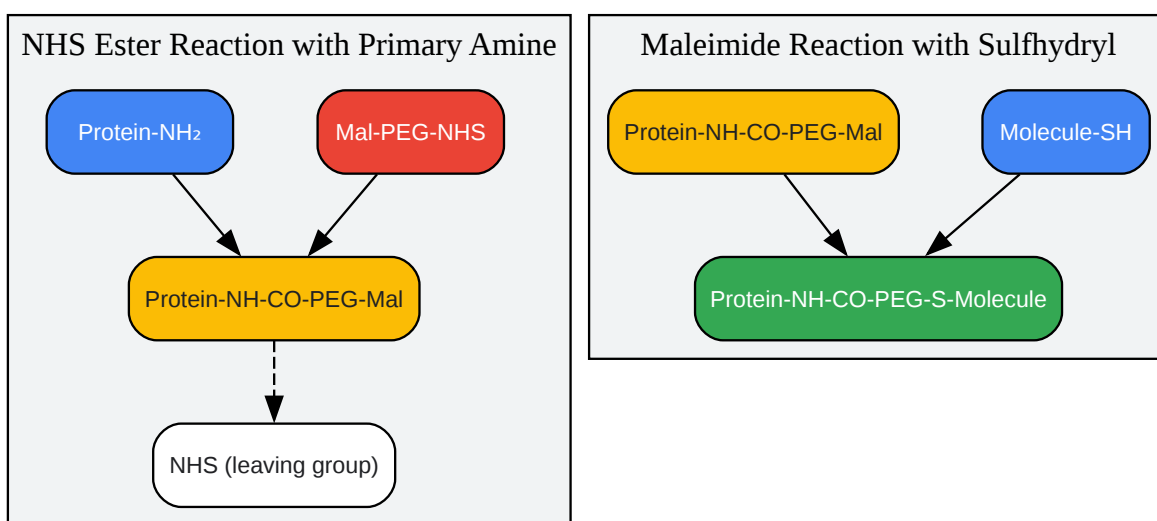 NHS Ester Reaction with Primary Amine
Protein-NH₂
Mal-PEG-NHS
Protein-NH-CO-PEG-Mal
NHS (leaving group)
Maleimide Reaction with Sulfhydryl
Protein-NH-CO-PEG-Mal
Molecule-SH
Protein-NH-CO-PEG-S-Molecule